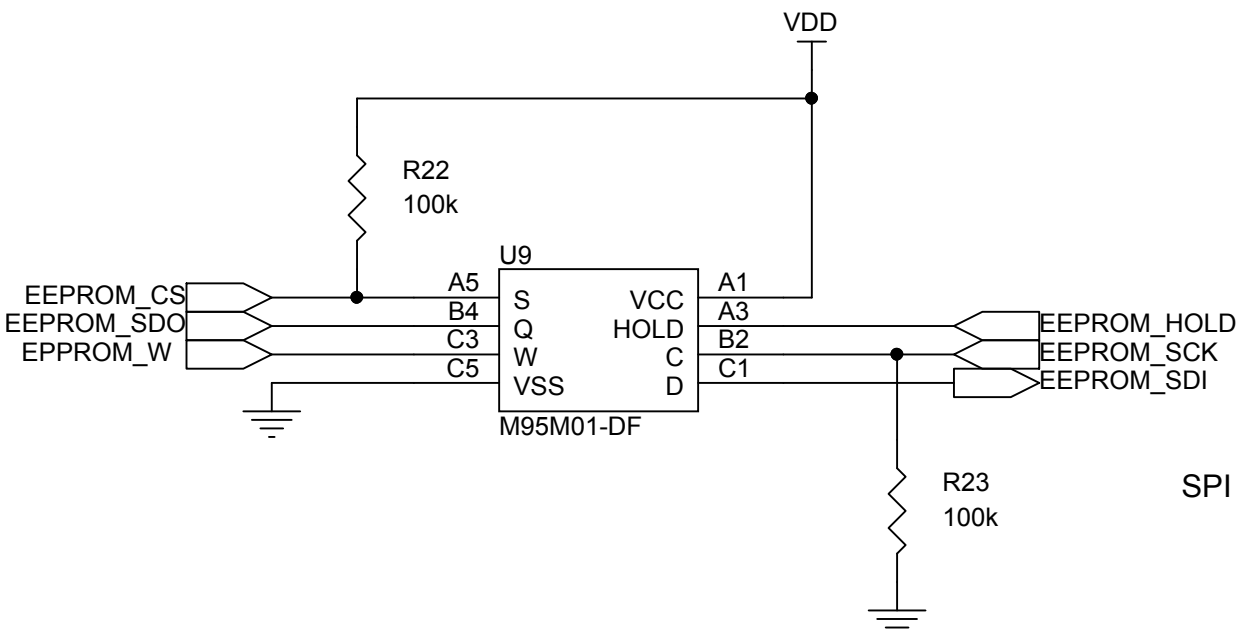 VDD
R22
100k
U9
EEPROM_CS
A5
S
VCC
A1
EEPROM_SDO
B4
Q
HOLD
A3
EEPROM_HOLD
EPPROM_W
C3
W
C
B2
EEPROM_SCK
C5
VSS
D
C1
EEPROM_SDI
M95M01-DF
R23
100k
SPI